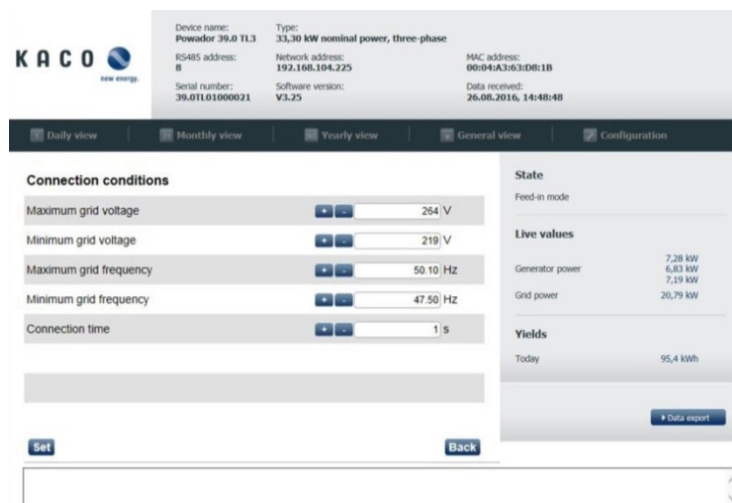 KACO
new energy.
Device name:
Powador 39.0 TL3
Type:
33,30 kW nominal power, three-phase
RS485 address:
8
Network address:
192.168.104.225
MAC address:
00:04:A3:63:D8:1B
Serial number:
39.0TL01000021
Software version:
V3.25
Data received:
26.08.2016, 14:48:48
Daily view
Monthly view
Yearly view
General view
Configuration
Connection conditions
Maximum grid voltage + - 264 V
Minimum grid voltage + - 219 V
Maximum grid frequency + - 50.10 Hz
Minimum grid frequency + - 47.50 Hz
Connection time + - 1 s
Set
Back
State
Feed-in mode
Live values
Generator power
7,28 kW
6,83 kW
7,19 kW
Grid power 20,79 kW
Yields
Today 95,4 kWh
Data export